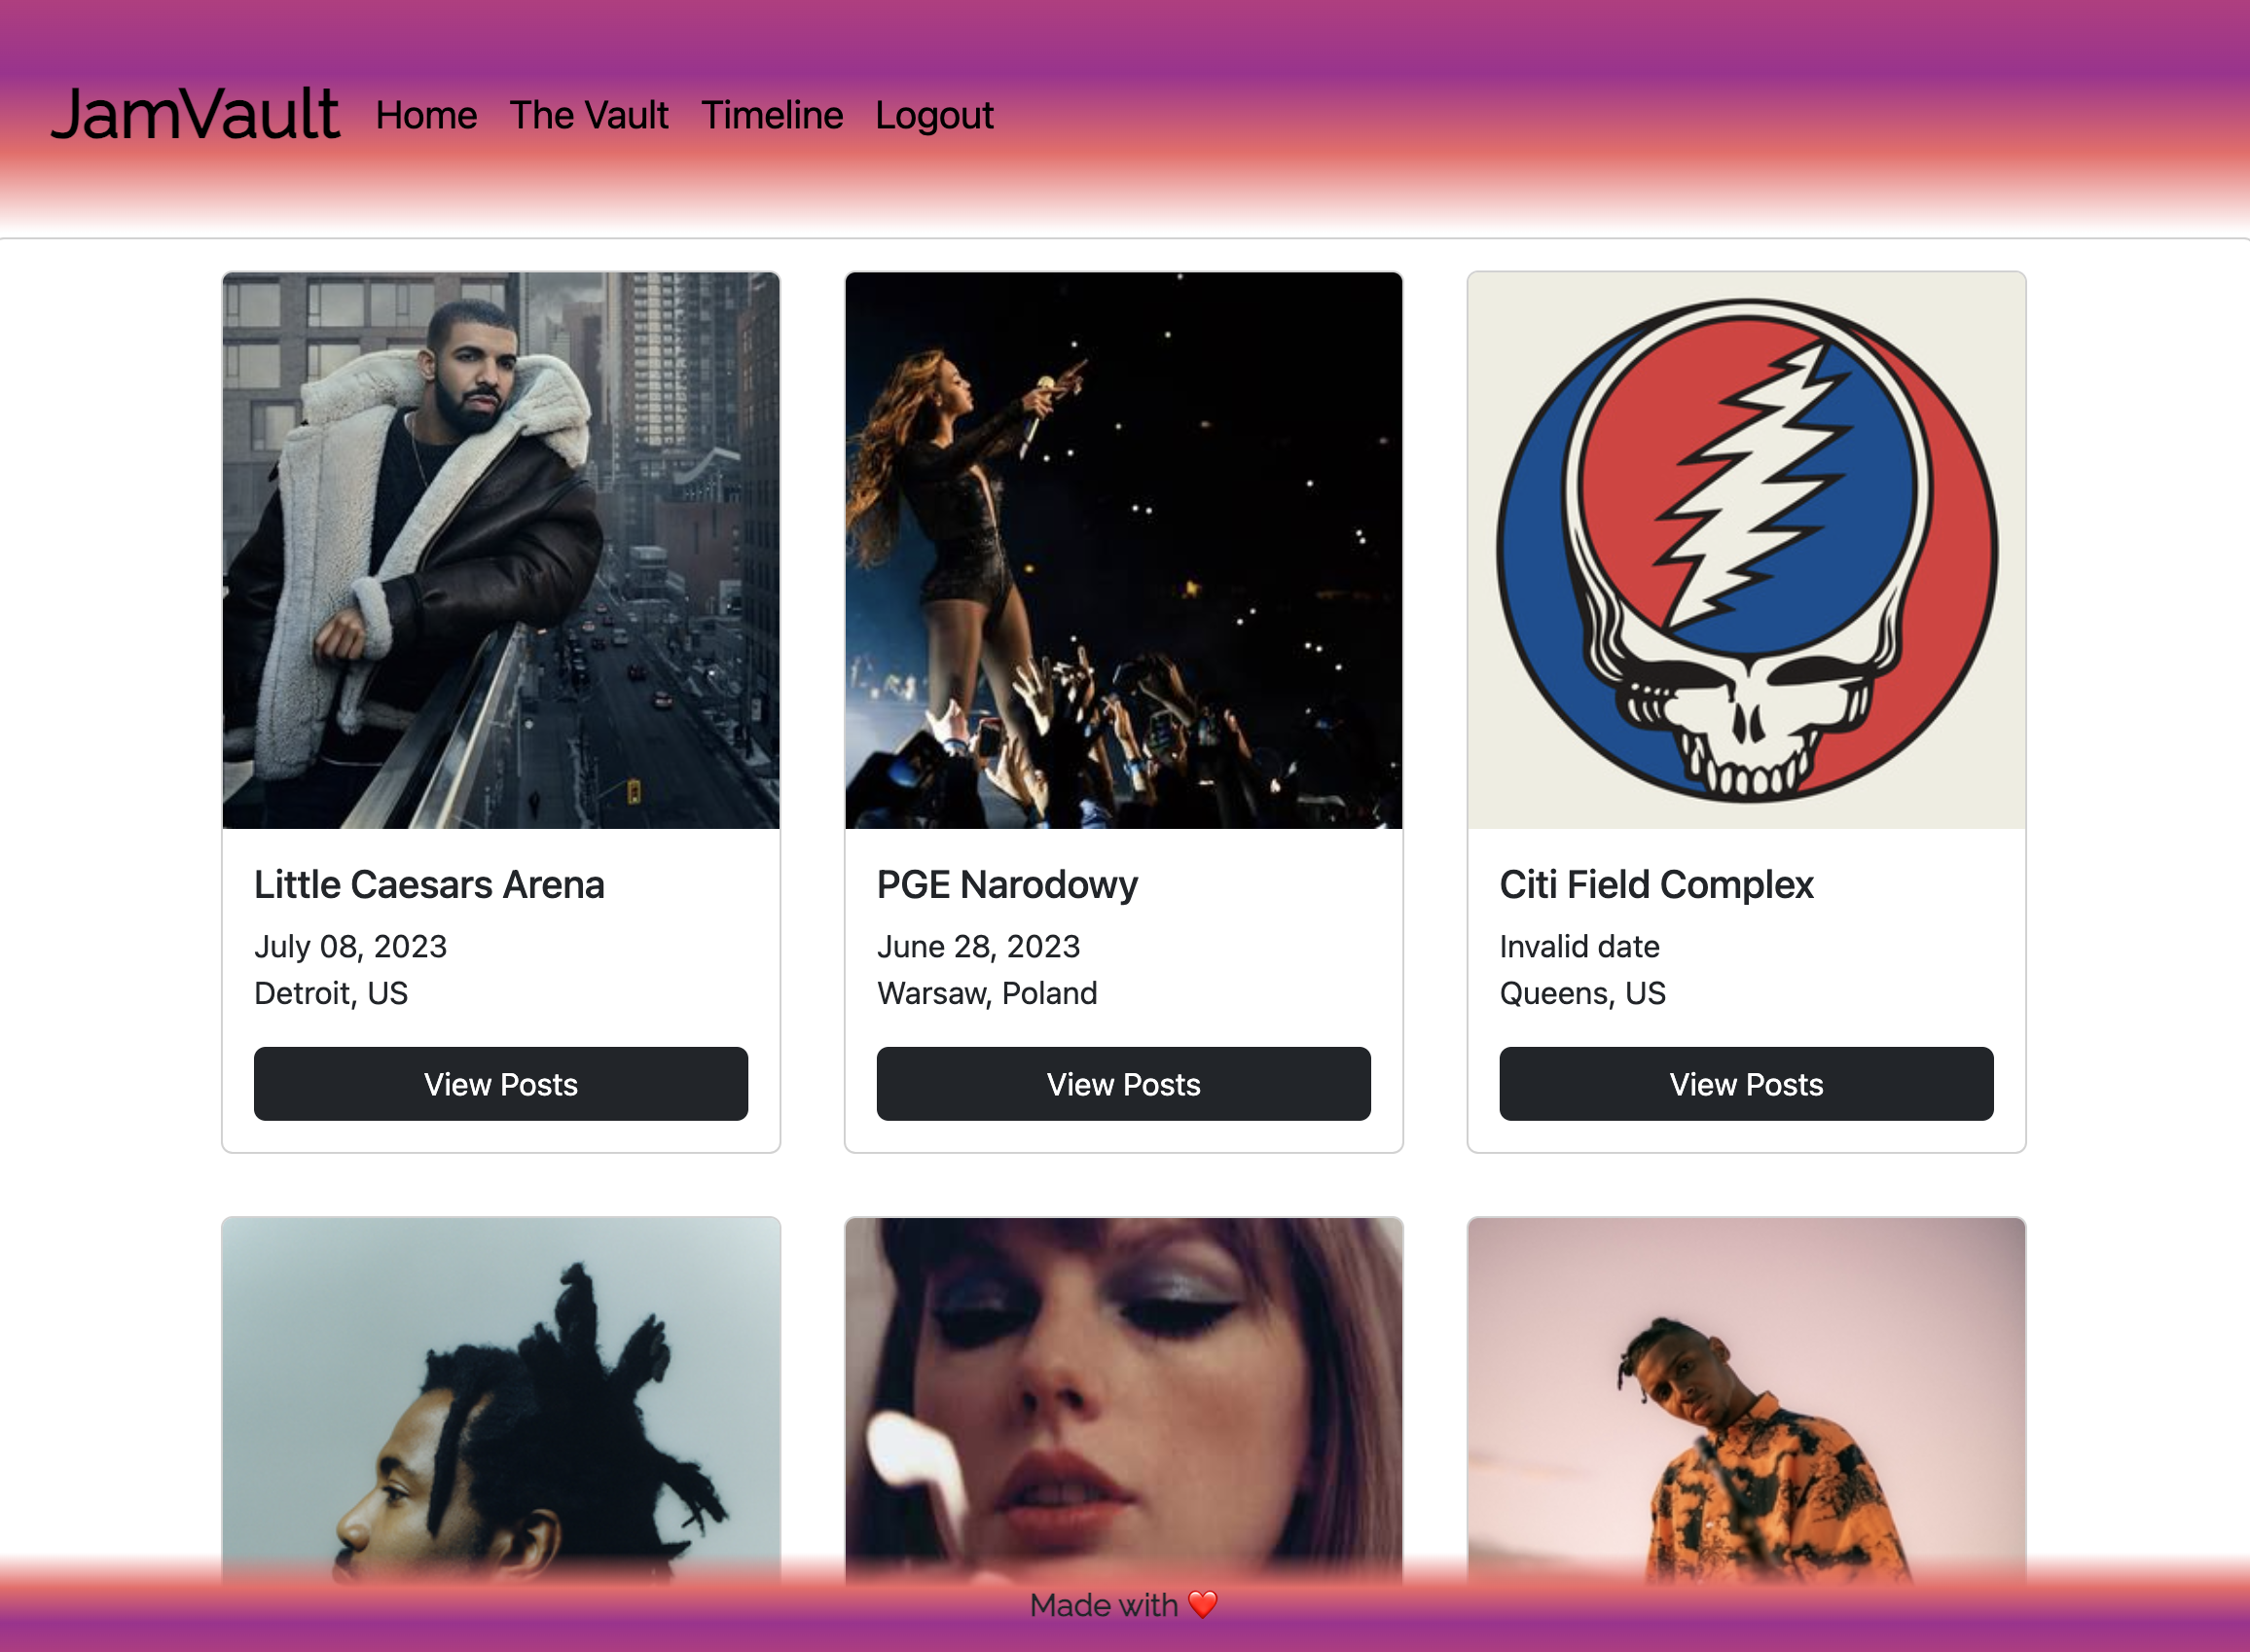 JamVault Home The Vault Timeline Logout
Little Caesars Arena
July 08, 2023
Detroit, US
View Posts
PGE Narodowy
June 28, 2023
Warsaw, Poland
View Posts
Citi Field Complex
Invalid date
Queens, US
View Posts
Made with ❤️